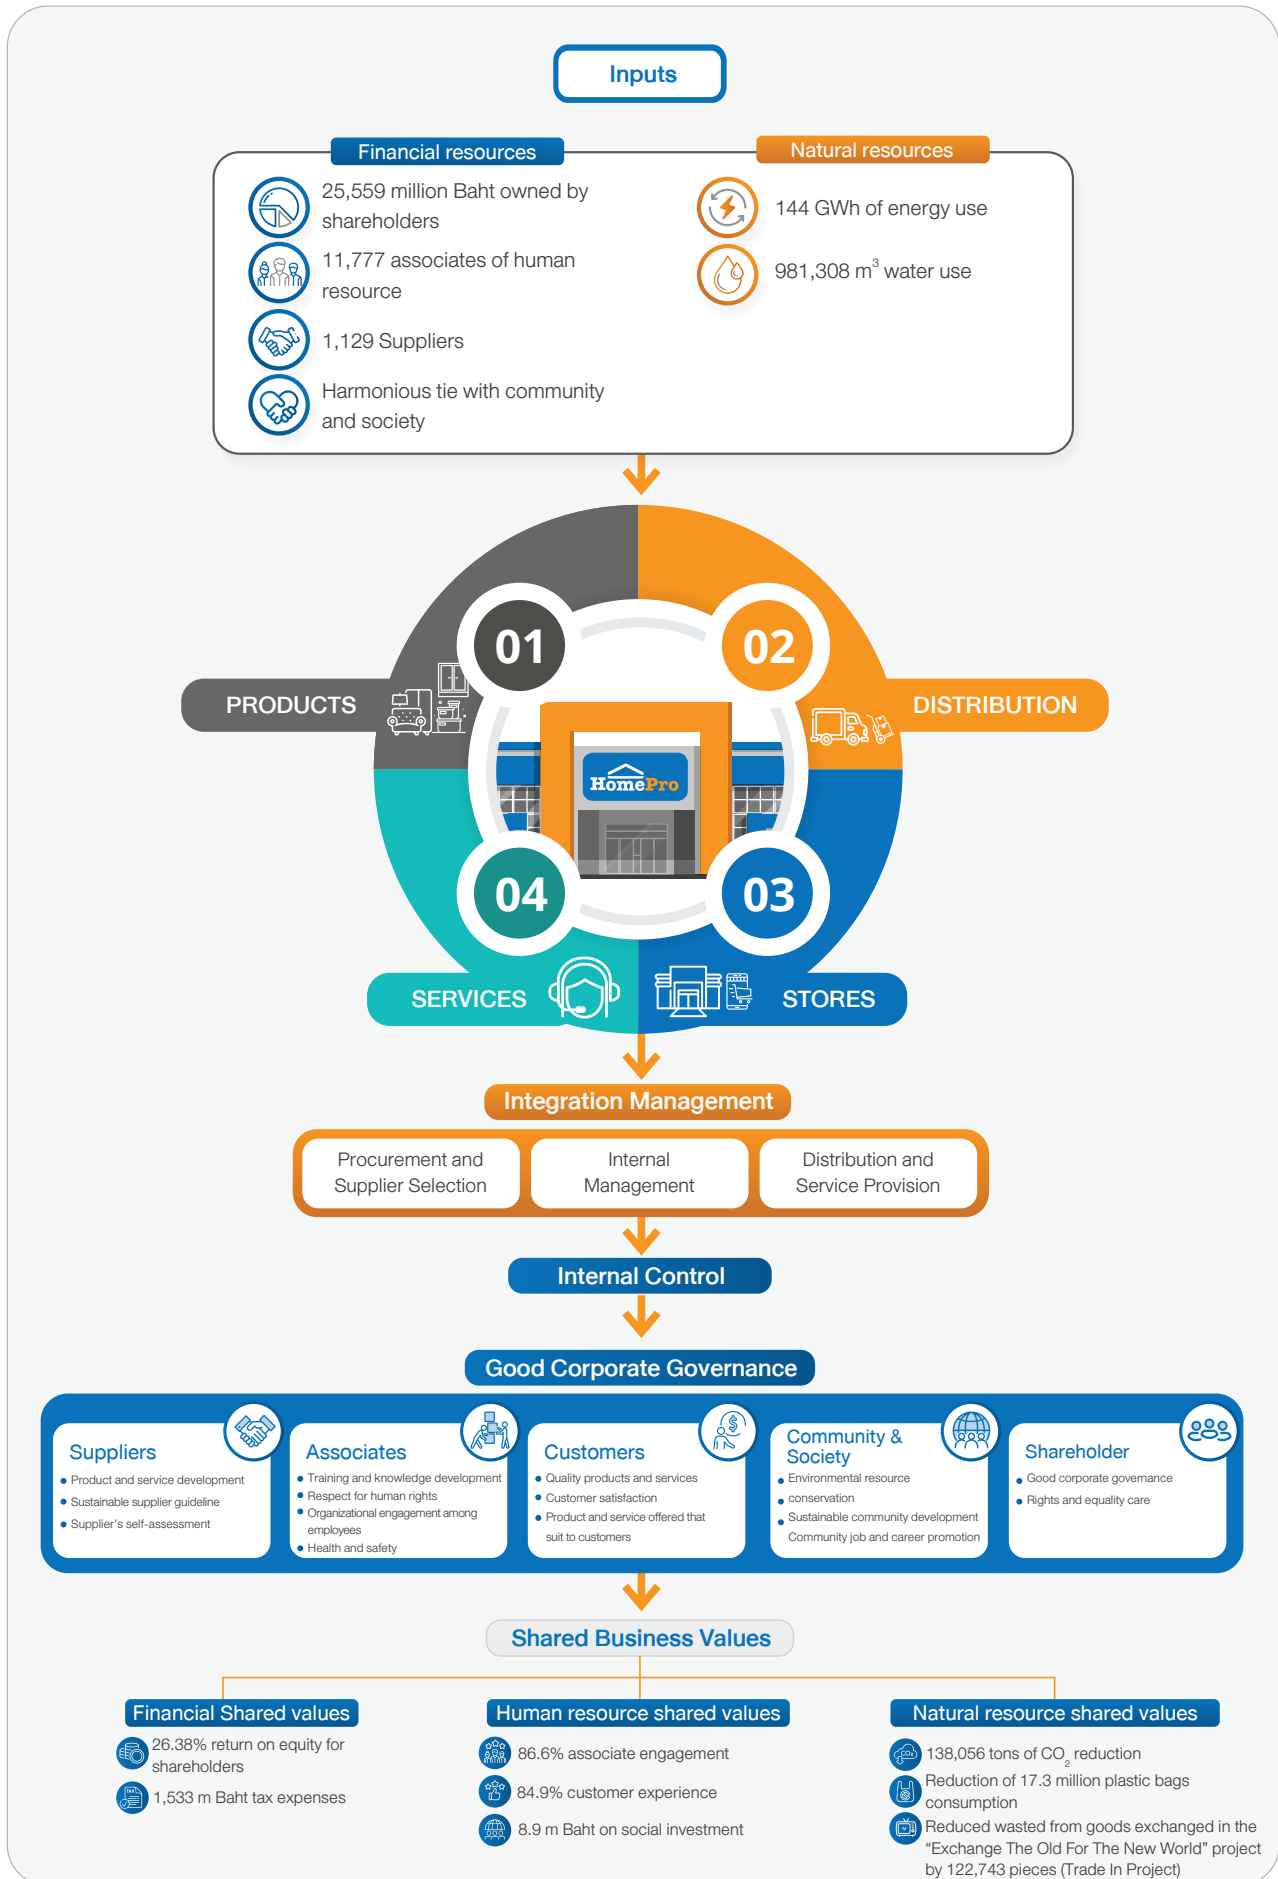 Inputs
Financial resources
25,559 million Baht owned by
shareholders
11,777 associates of human
resource
1,129 Suppliers
Harmonious tie with community
and society
Natural resources
144 GWh of energy use
981,308 m³ water use
01
02
PRODUCTS
DISTRIBUTION
HomePro
04
03
SERVICES
STORES
Integration Management
Procurement and
Supplier Selection
Internal
Management
Distribution and
Service Provision
Internal Control
Good Corporate Governance
Suppliers
• Product and service development
• Sustainable supplier guideline
• Supplier's self-assessment
Associates
• Training and knowledge development
• Respect for human rights
• Organizational engagement among
employees
• Health and safety
$
Customers
• Quality products and services
• Customer satisfaction
• Product and service offered that
suit to customers
Community &
Society
• Environmental resource
• conservation
• Sustainable community development
Community job and career promotion
Shareholder
• Good corporate governance
• Rights and equality care
Shared Business Values
Financial Shared values
26.38% return on equity for
shareholders
TAX
1,533 m Baht tax expenses
Human resource shared values
86.6% associate engagement
84.9% customer experience
8.9 m Baht on social investment
Natural resource shared values
CO₂
138,056 tons of CO₂ reduction
Reduction of 17.3 million plastic bags
consumption
Reduced wasted from goods exchanged in the
“Exchange The Old For The New World” project
by 122,743 pieces (Trade In Project)